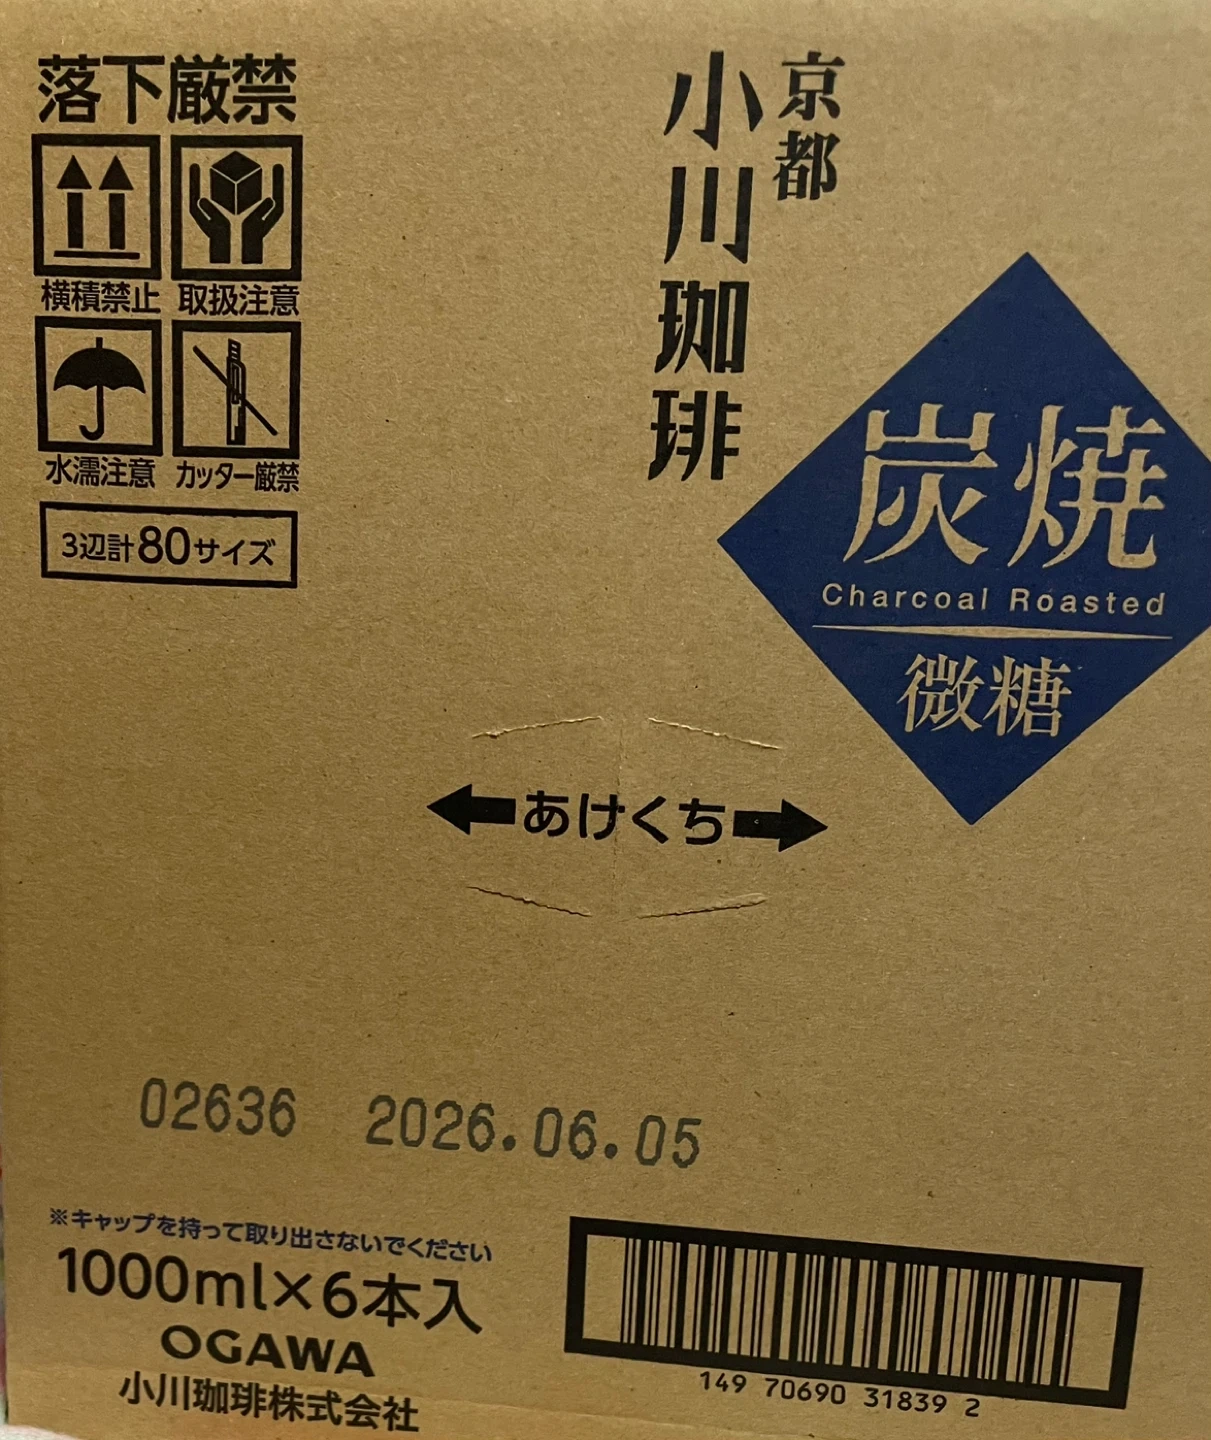 落下厳禁
横積禁止 取扱注意
水濡注意 カッター厳禁
3辺計80サイズ
京都
小川珈琲
炭焼
Charcoal Roasted
微糖
あけくち
02636 2026.06.05
※キャップを持って取り出さないでください
1000ml×6本入
OGAWA
小川珈琲株式会社
149 70690 31839 2